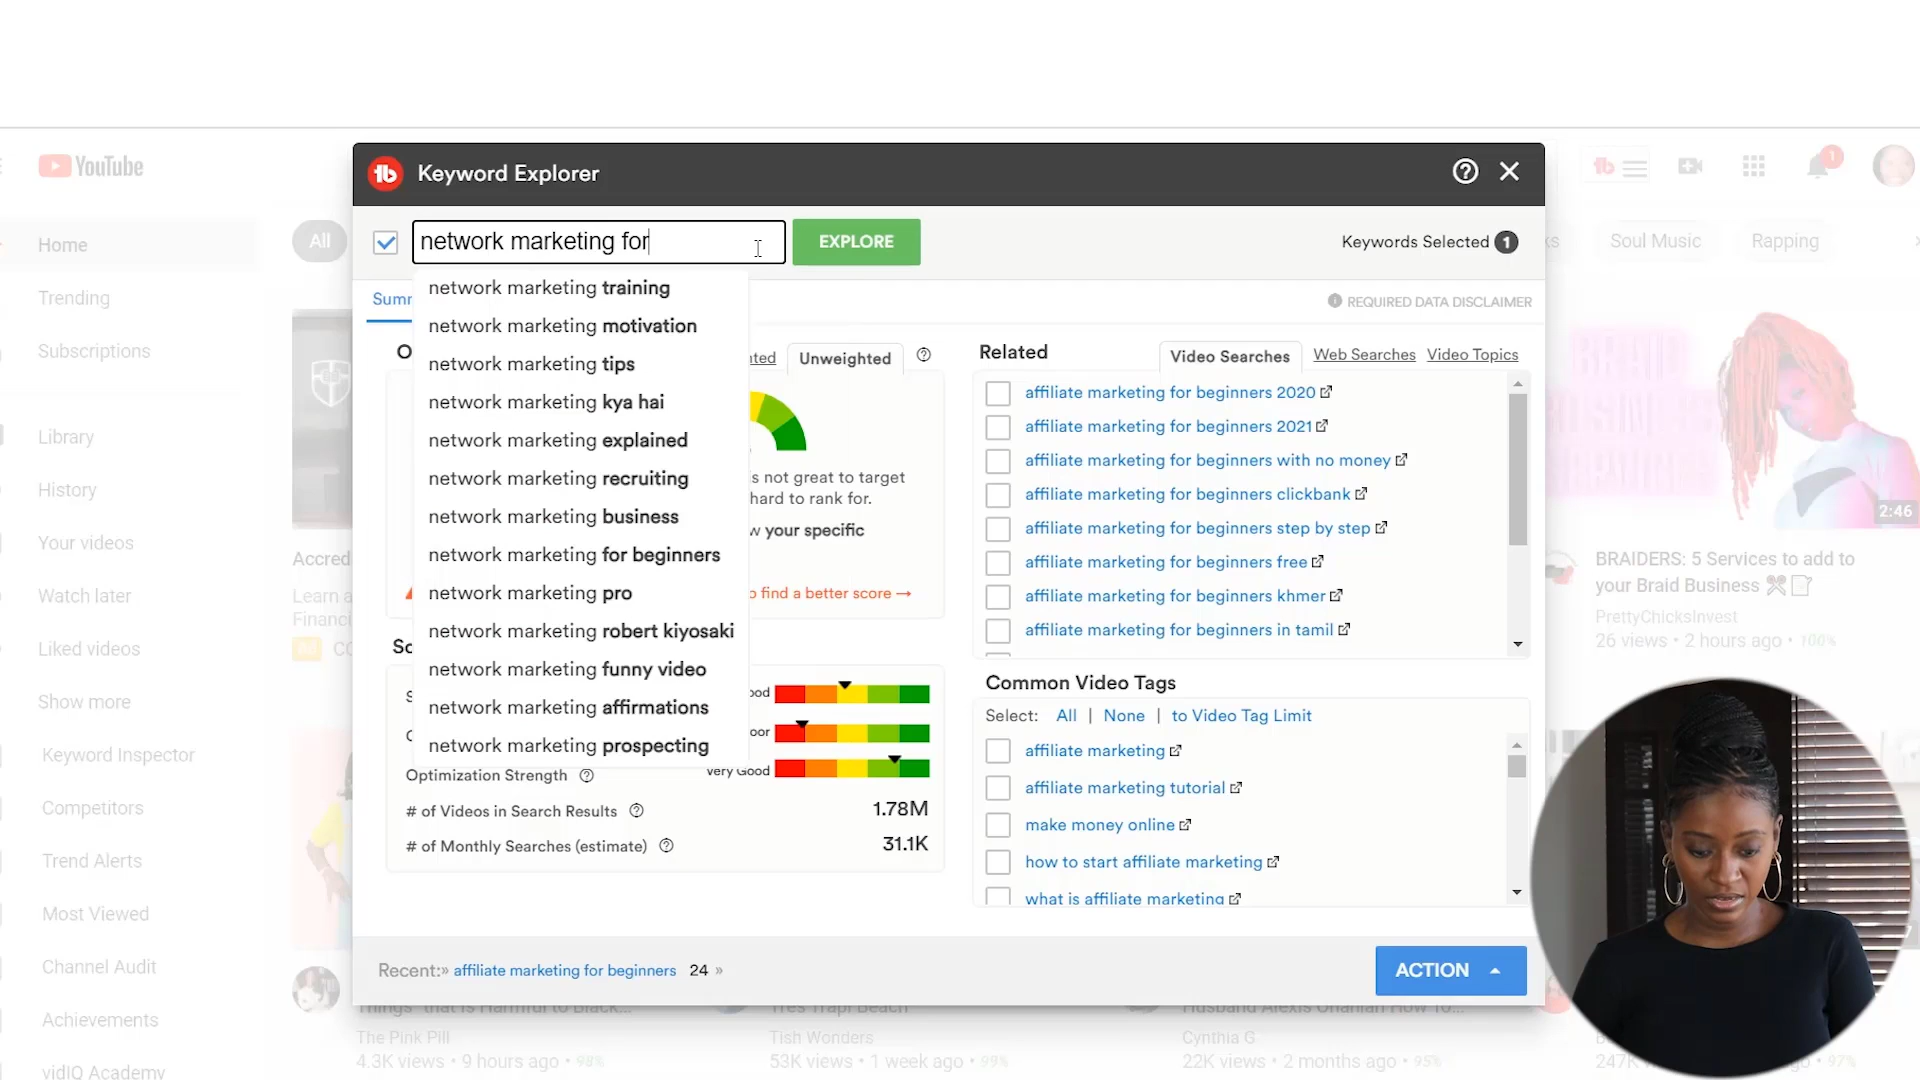 YouTube
Keyword Explorer
1
network marketing for
EXPLORE
Keywords Selected 1
All
Soul Music
Rapping
Home
Trending
Subscriptions
Library
History
Your videos
Watch later
Liked videos
Show more
Keyword Inspector
Competitors
Trend Alerts
Most Viewed
Channel Audit
Achievements
vidIQ Academy
network marketing training
network marketing motivation
network marketing tips
network marketing kya hai
network marketing explained
network marketing recruiting
network marketing business
network marketing for beginners
network marketing pro
network marketing robert kiyosaki
network marketing funny video
network marketing affirmations
network marketing prospecting
REQUIRED DATA DISCLAIMER
Unweighted
s not great to target
hard to rank for.
your specific
find a better score →
Optimization Strength
Very Good
# of Videos in Search Results
1.78M
# of Monthly Searches (estimate)
31.1K
Related
Video Searches
Web Searches
Video Topics
affiliate marketing for beginners 2020
affiliate marketing for beginners 2021
affiliate marketing for beginners with no money
affiliate marketing for beginners clickbank
affiliate marketing for beginners step by step
affiliate marketing for beginners free
affiliate marketing for beginners khmer
affiliate marketing for beginners in tamil
Common Video Tags
Select: All | None | to Video Tag Limit
affiliate marketing
affiliate marketing tutorial
make money online
how to start affiliate marketing
what is affiliate marketing
Recent:» affiliate marketing for beginners 24 »
ACTION
2:46
BRAIDERS: 5 Services to add to
your Braid Business
PrettyChicksInvest
26 views • 2 hours ago • 100%
The Pink Pill
4.3K views • 9 hours ago • 98%
Tish Wonders
53K views • 1 week ago • 99%
Cynthia G
22K views • 2 months ago • 95%